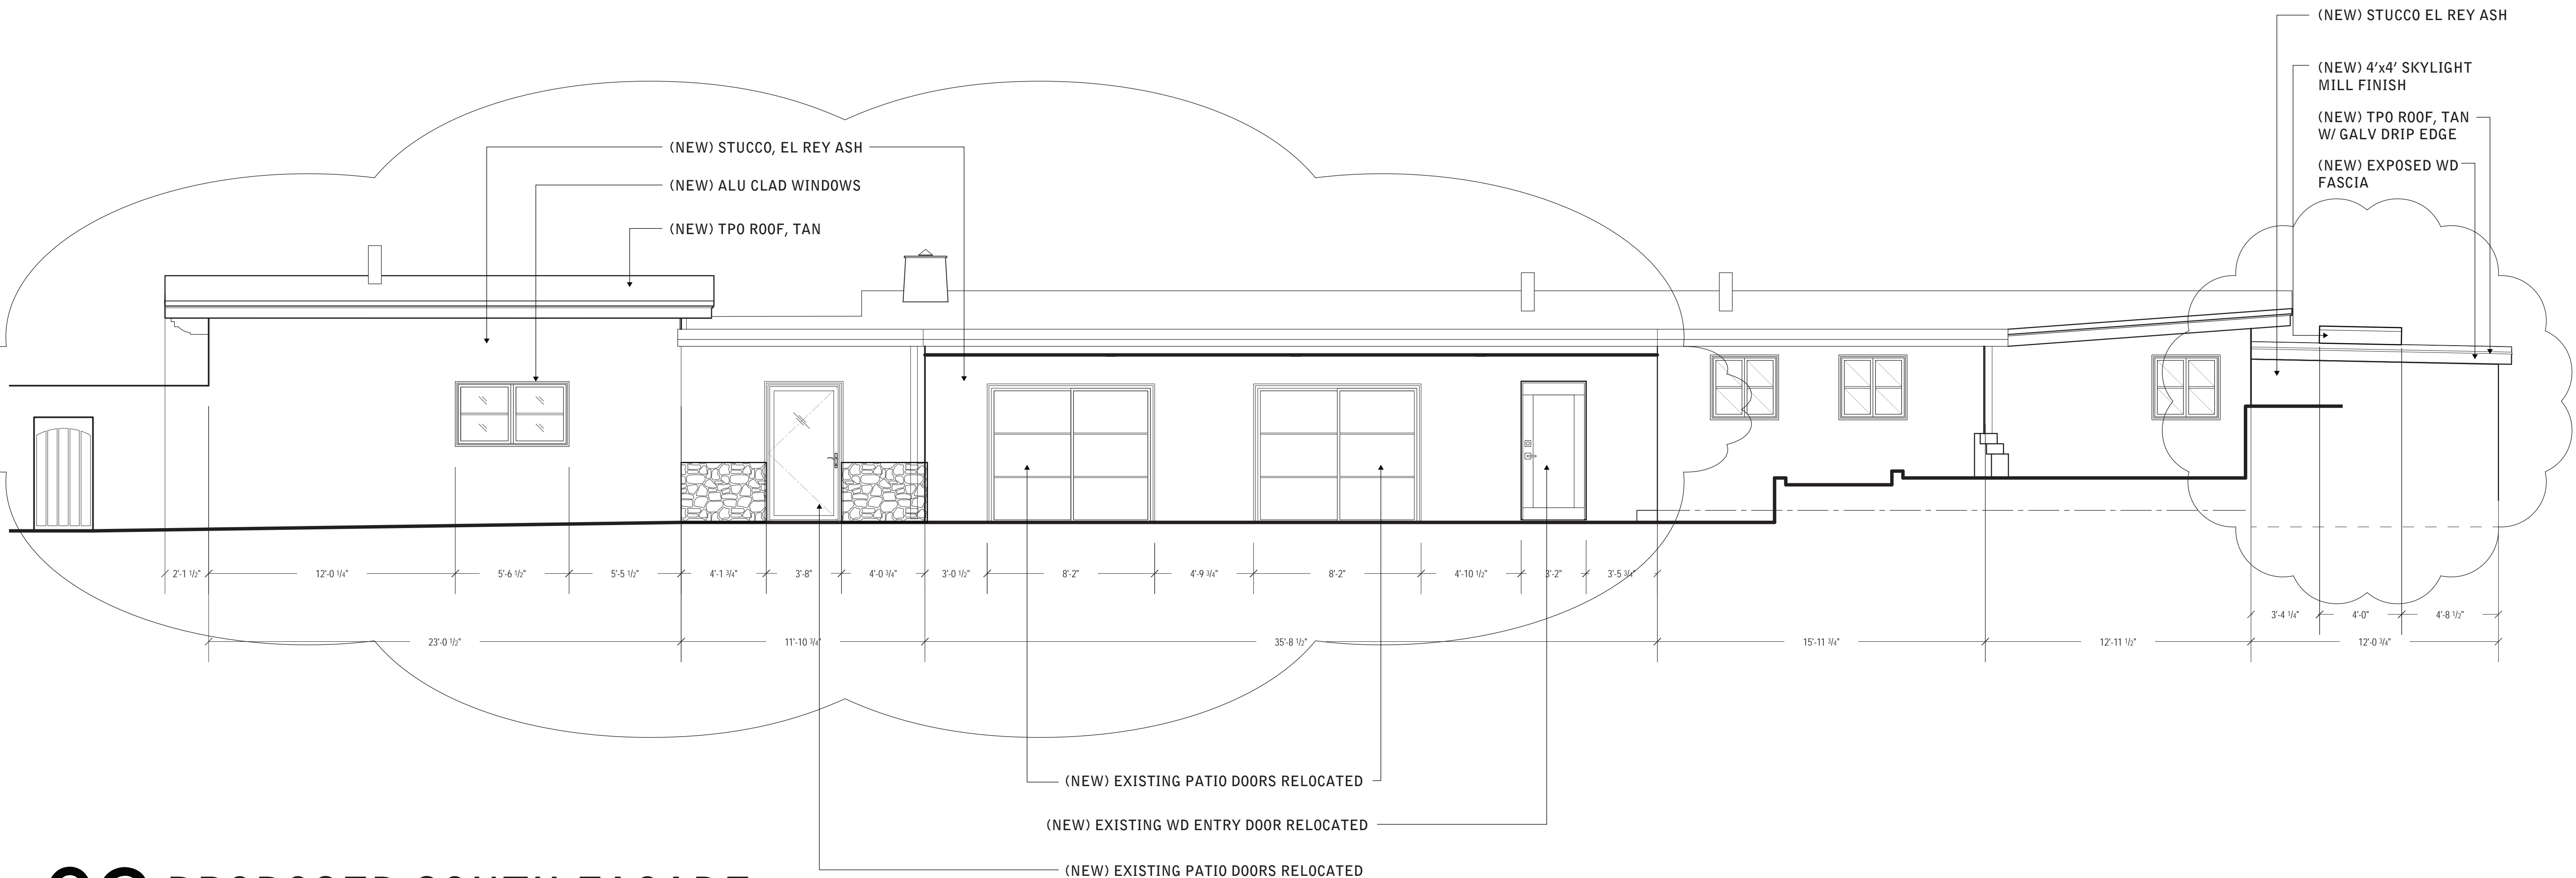 (NEW) STUCCO EL REY ASH
(NEW) 4'x4' SKYLIGHT
MILL FINISH
(NEW) TPO ROOF, TAN
W/ GALV DRIP EDGE
(NEW) EXPOSED WD
FASCIA
(NEW) STUCCO, EL REY ASH
(NEW) ALU CLAD WINDOWS
(NEW) TPO ROOF, TAN
2'-1 1/2" 12'-0 1/4" 5'-6 1/2" 5'-5 1/2" 4'-1 3/4" 3'-8" 4'-0 3/4" 3'-0 1/2" 8'-2" 4'-9 3/4" 8'-2" 4'-10 1/2" 3'-2" 3'-5 3/4"
3'-4 1/4" 4'-0" 4'-8 1/2"
23'-0 1/2" 11'-10 3/4" 35'-8 1/2" 15'-11 3/4" 12'-11 1/2" 12'-0 3/4"
(NEW) EXISTING PATIO DOORS RELOCATED
(NEW) EXISTING WD ENTRY DOOR RELOCATED
(NEW) EXISTING PATIO DOORS RELOCATED
PROPOSED SOUTH FACADE